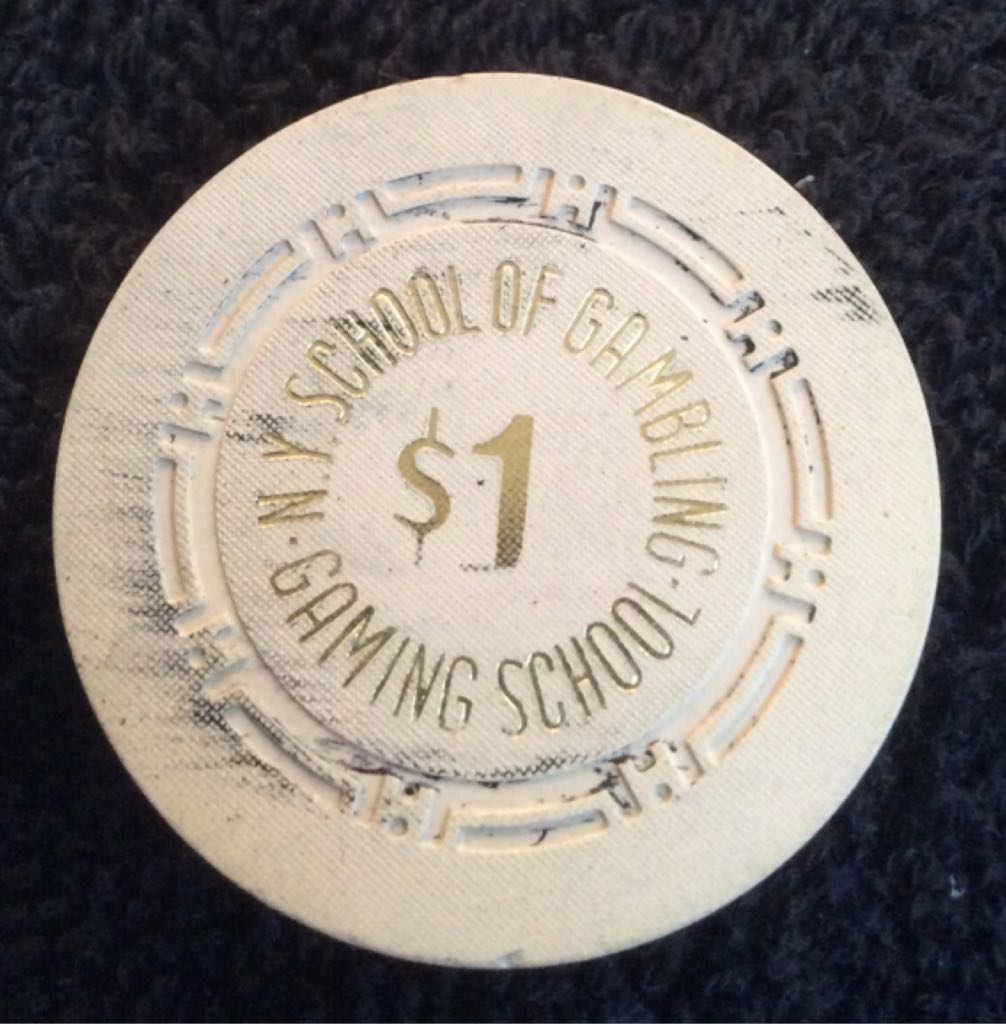 N.Y. SCHOOL OF GAMBLING
$1
· GAMING SCHOOL ·